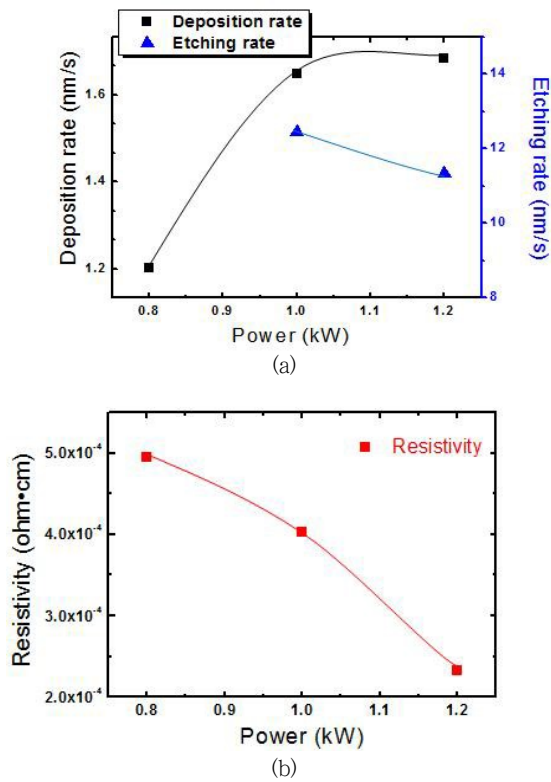 Deposition rate
Etching rate
Deposition rate (nm/s)
1.6
1.4
1.2
Etching rate (nm/s)
14
12
10
8
0.8 0.9 1.0 1.1 1.2
Power (kW)
(a)
Resistivity
Resistivity (ohm•cm)
5.0x10⁻⁴
4.0x10⁻⁴
3.0x10⁻⁴
2.0x10⁻⁴
0.8 0.9 1.0 1.1 1.2
Power (kW)
(b)